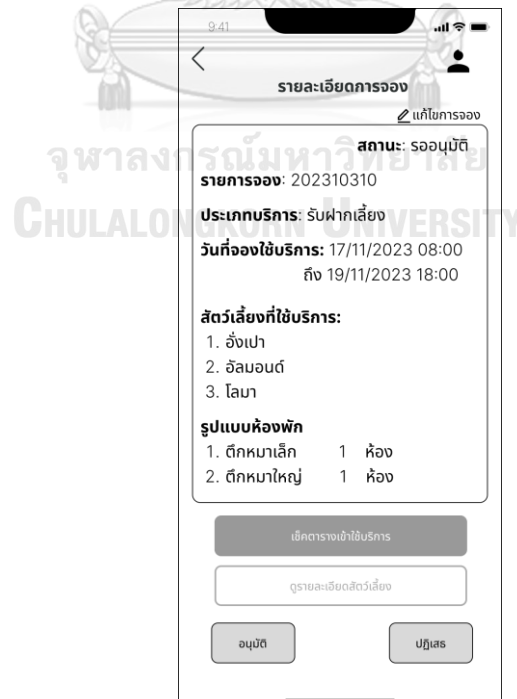 9:41
รายละเอียดการจอง
แก้ไขการจอง
สถานะ: รออนุมัติ
จุฬาลงกรณ์มหาวิทยาลัย
รายการจอง: 202310310
CHULALONGKORN UNIVERSITY
ประเภทบริการ: รับฝากเลี้ยง
วันที่จองใช้บริการ: 17/11/2023 08:00
ถึง 19/11/2023 18:00
สัตว์เลี้ยงที่ใช้บริการ:
1. อั่งเปา
2. อัลมอนด์
3. โลมา
รูปแบบห้องพัก
1. ตึกหมาเล็ก 1 ห้อง
2. ตึกหมาใหญ่ 1 ห้อง
เช็คตารางเข้าใช้บริการ
ดูรายละเอียดสัตว์เลี้ยง
อนุมัติ ปฏิเสธ